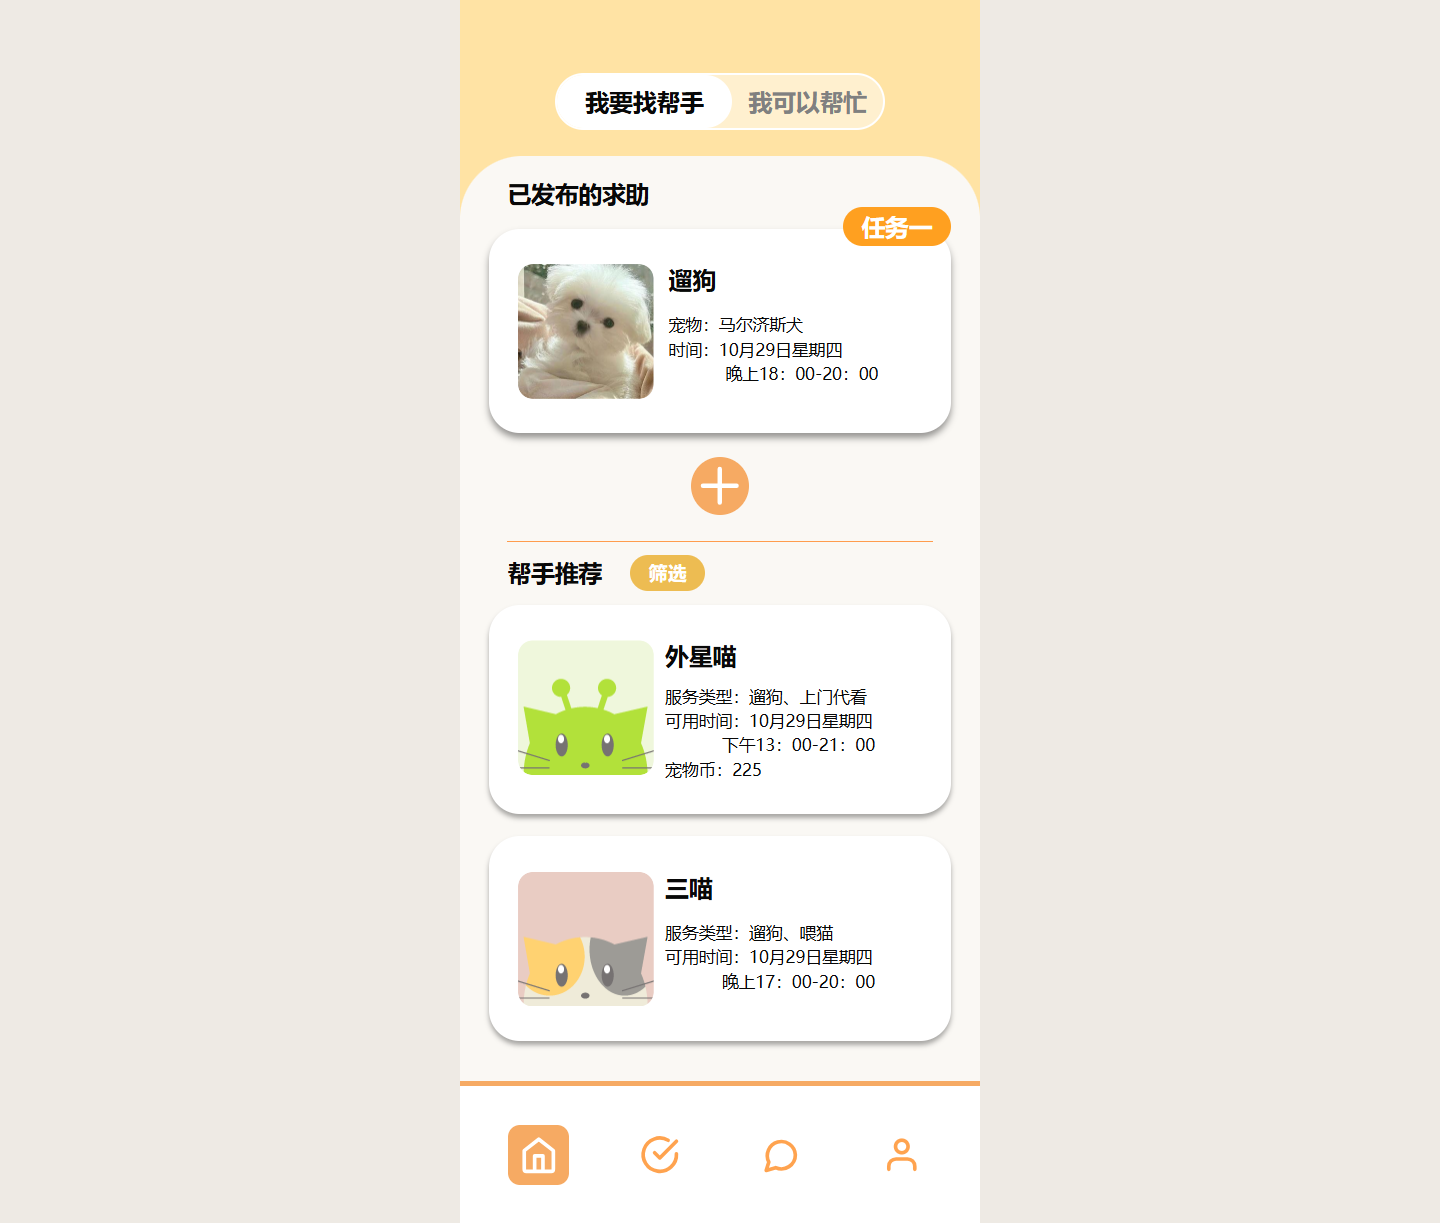 我要找帮手
我可以帮忙
已发布的求助
任务一
遛狗
宠物：马尔济斯犬
时间：10月29日星期四
晚上18：00-20：00
帮手推荐
筛选
外星喵
服务类型：遛狗、上门代看
可用时间：10月29日星期四
下午13：00-21：00
宠物币：225
三喵
服务类型：遛狗、喂猫
可用时间：10月29日星期四
晚上17：00-20：00